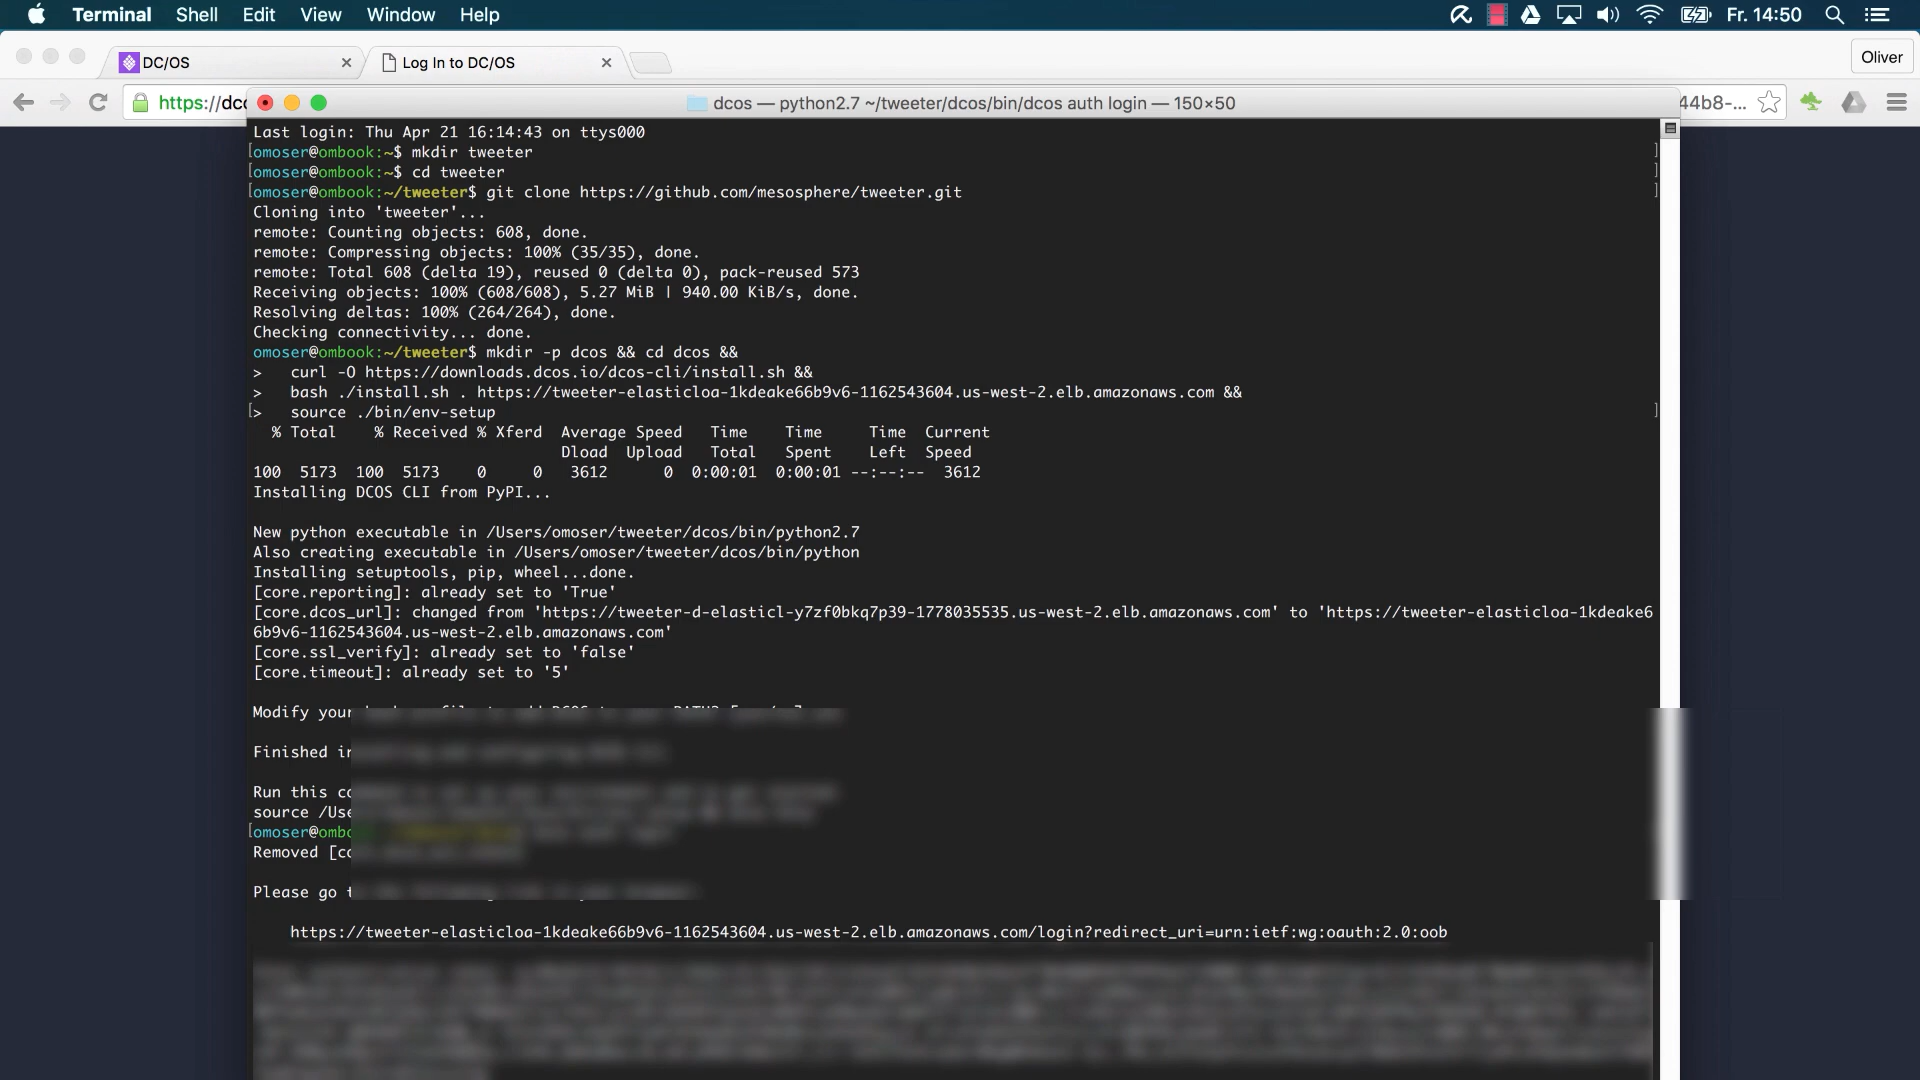 Terminal Shell Edit View Window Help Fr. 14:50
DC/OS Log In to DC/OS Oliver
https://dcc 44b8-...
dcos — python2.7 ~/tweeter/dcos/bin/dcos auth login — 150×50
Last login: Thu Apr 21 16:14:43 on ttys000
[omoser@ombook:~$ mkdir tweeter ]
[omoser@ombook:~$ cd tweeter ]
[omoser@ombook:~/tweeter$ git clone https://github.com/mesosphere/tweeter.git ]
Cloning into 'tweeter'...
remote: Counting objects: 608, done.
remote: Compressing objects: 100% (35/35), done.
remote: Total 608 (delta 19), reused 0 (delta 0), pack-reused 573
Receiving objects: 100% (608/608), 5.27 MiB | 940.00 KiB/s, done.
Resolving deltas: 100% (264/264), done.
Checking connectivity... done.
omoser@ombook:~/tweeter$ mkdir -p dcos && cd dcos &&
> curl -O https://downloads.dcos.io/dcos-cli/install.sh &&
> bash ./install.sh . https://tweeter-elasticloa-1kdeake66b9v6-1162543604.us-west-2.elb.amazonaws.com &&
[> source ./bin/env-setup ]
% Total % Received % Xferd Average Speed Time Time Time Current
Dload Upload Total Spent Left Speed
100 5173 100 5173 0 0 3612 0 0:00:01 0:00:01 --:--:-- 3612
Installing DCOS CLI from PyPI...
New python executable in /Users/omoser/tweeter/dcos/bin/python2.7
Also creating executable in /Users/omoser/tweeter/dcos/bin/python
Installing setuptools, pip, wheel...done.
[core.reporting]: already set to 'True'
[core.dcos_url]: changed from 'https://tweeter-d-elasticl-y7zf0bkq7p39-1778035535.us-west-2.elb.amazonaws.com' to 'https://tweeter-elasticloa-1kdeake6
6b9v6-1162543604.us-west-2.elb.amazonaws.com'
[core.ssl_verify]: already set to 'false'
[core.timeout]: already set to '5'
Modify your
Finished
Run this
source
[omoser@
Removed
Please go
https://tweeter-elasticloa-1kdeake66b9v6-1162543604.us-west-2.elb.amazonaws.com/login?redirect_uri=urn:ietf:wg:oauth:2.0:oob